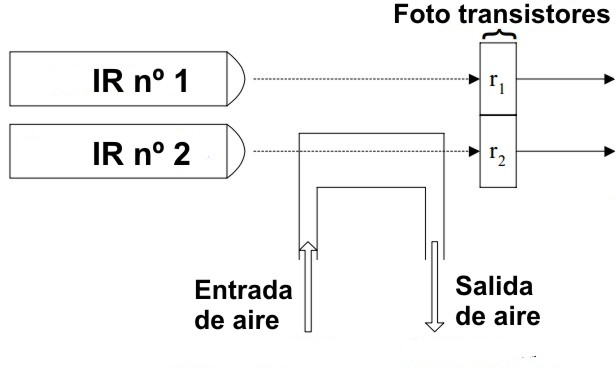 Foto transistores
IR nº 1
r1
IR nº 2
r2
Entrada
de aire
Salida
de aire